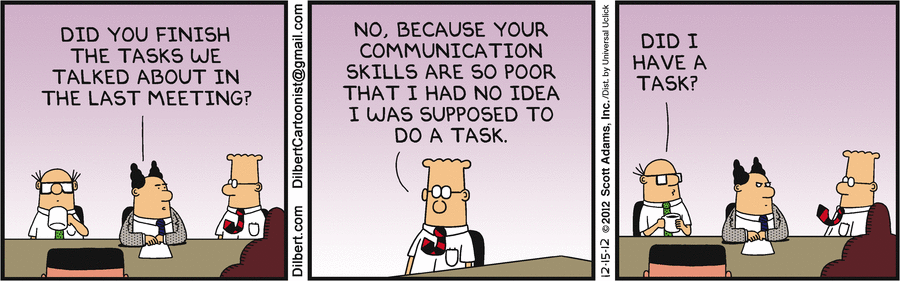 DID YOU FINISH
THE TASKS WE
TALKED ABOUT IN
THE LAST MEETING?
Dilbert.com DilbertCartoonist@gmail.com
NO, BECAUSE YOUR
COMMUNICATION
SKILLS ARE SO POOR
THAT I HAD NO IDEA
I WAS SUPPOSED TO
DO A TASK.
12-15-12 © 2012 Scott Adams, Inc. /Dist. by Universal Uclick
DID I
HAVE A
TASK?